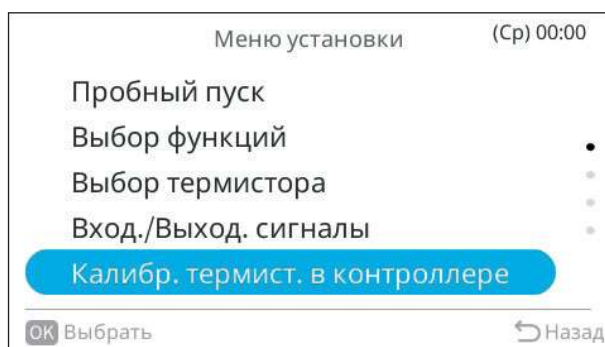 Меню установки (Ср) 00:00
Пробный пуск
Выбор функций
Выбор термистора
Вход./Выход. сигналы
Калибр. термист. в контроллере
OK Выбрать Назад